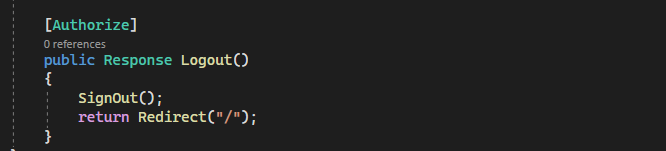 [Authorize]
0 references
public Response Logout()
{
SignOut();
return Redirect("/");
}